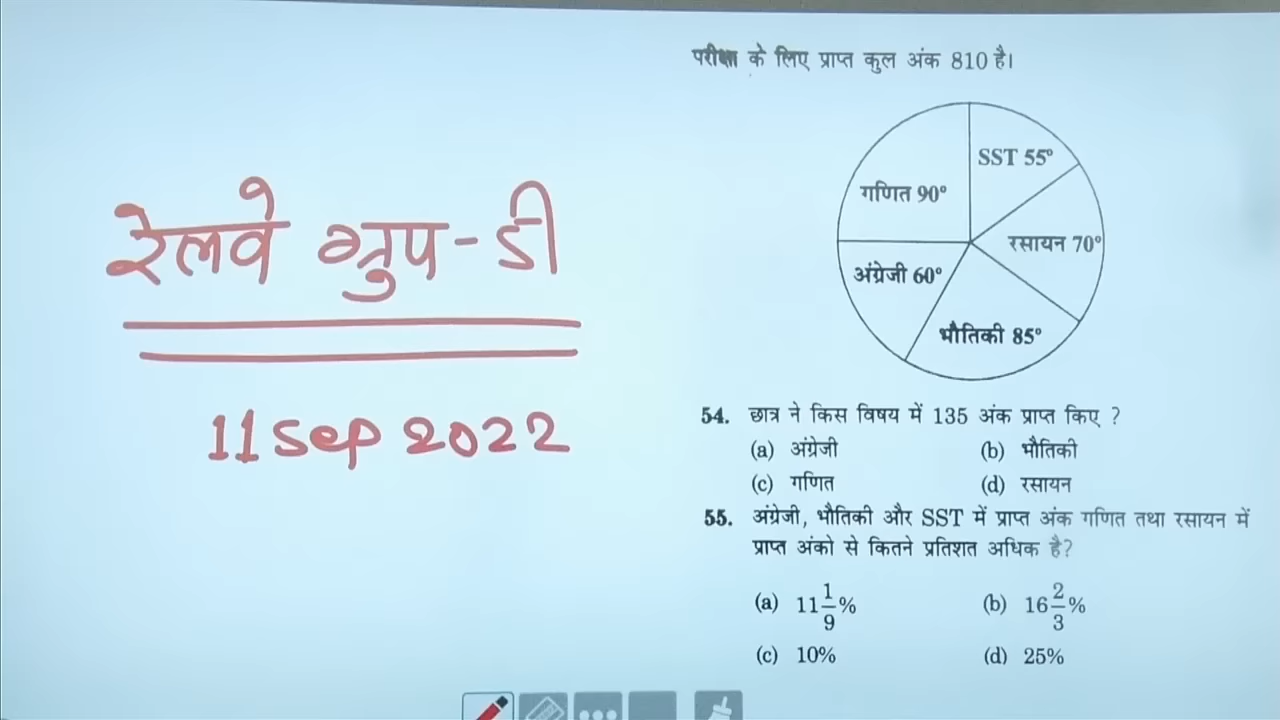 रेलवे ग्रुप-डी
11 Sep 2022
परीक्षा के लिए प्राप्त कुल अंक 810 है।
SST 55°
गणित 90°
रसायन 70°
अंग्रेजी 60°
भौतिकी 85°
54. छात्र ने किस विषय में 135 अंक प्राप्त किए ?
(a) अंग्रेजी (b) भौतिकी
(c) गणित (d) रसायन
55. अंग्रेजी, भौतिकी और SST में प्राप्त अंक गणित तथा रसायन में
प्राप्त अंको से कितने प्रतिशत अधिक है?
(a) 11 1/9 % (b) 16 2/3 %
(c) 10% (d) 25%